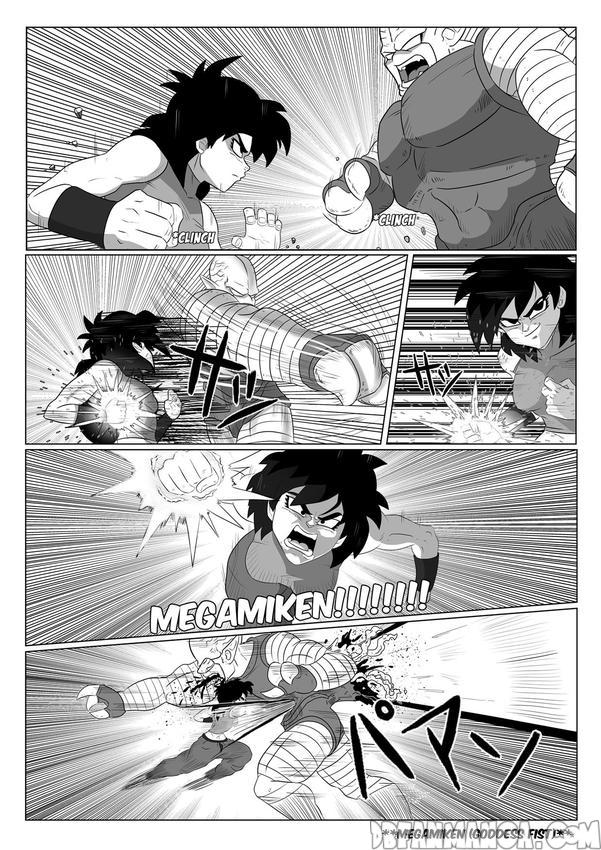 *CLINCH
*CLINCH
ザッ
ザッ
MEGAMIKEN!!!!!!!!
パァン
**MEGAMIKEN (GODDESS FIST)**
DBFANMANGA.COM